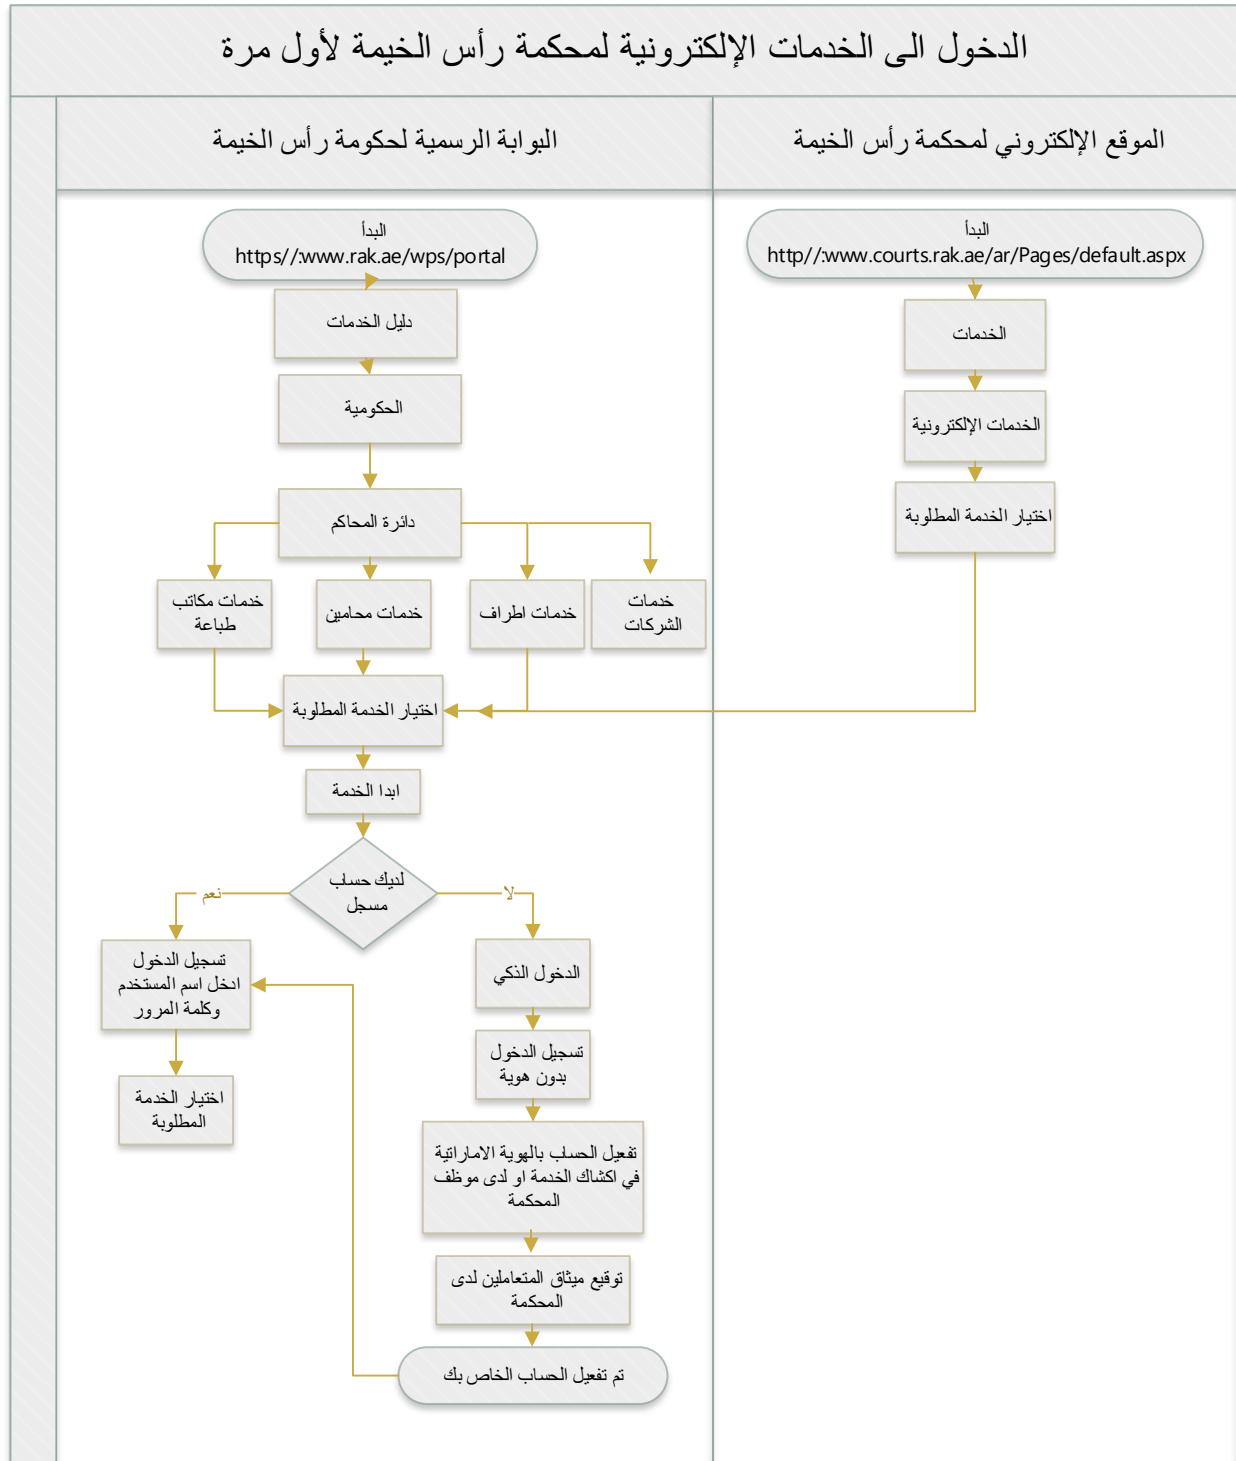 الدخول الى الخدمات الإلكترونية لمحكمة رأس الخيمة لأول مرة
الموقع الإلكتروني لمحكمة رأس الخيمة
البوابة الرسمية لحكومة رأس الخيمة
البدأ
http//:www.courts.rak.ae/ar/Pages/default.aspx
الخدمات
الخدمات الإلكترونية
اختيار الخدمة المطلوبة
البدأ
https//:www.rak.ae/wps/portal
دليل الخدمات
الحكومية
دائرة المحاكم
خدمات
الشركات
خدمات اطراف
خدمات محامين
خدمات مكاتب
طباعة
اختيار الخدمة المطلوبة
ابدا الخدمة
لديك حساب
مسجل
لا
نعم
الدخول الذكي
تسجيل الدخول
بدون هوية
تفعيل الحساب بالهوية الاماراتية
في اكشاك الخدمة او لدى موظف
المحكمة
توقيع ميثاق المتعاملين لدى
المحكمة
تم تفعيل الحساب الخاص بك
تسجيل الدخول
ادخل اسم المستخدم
وكلمة المرور
اختيار الخدمة
المطلوبة